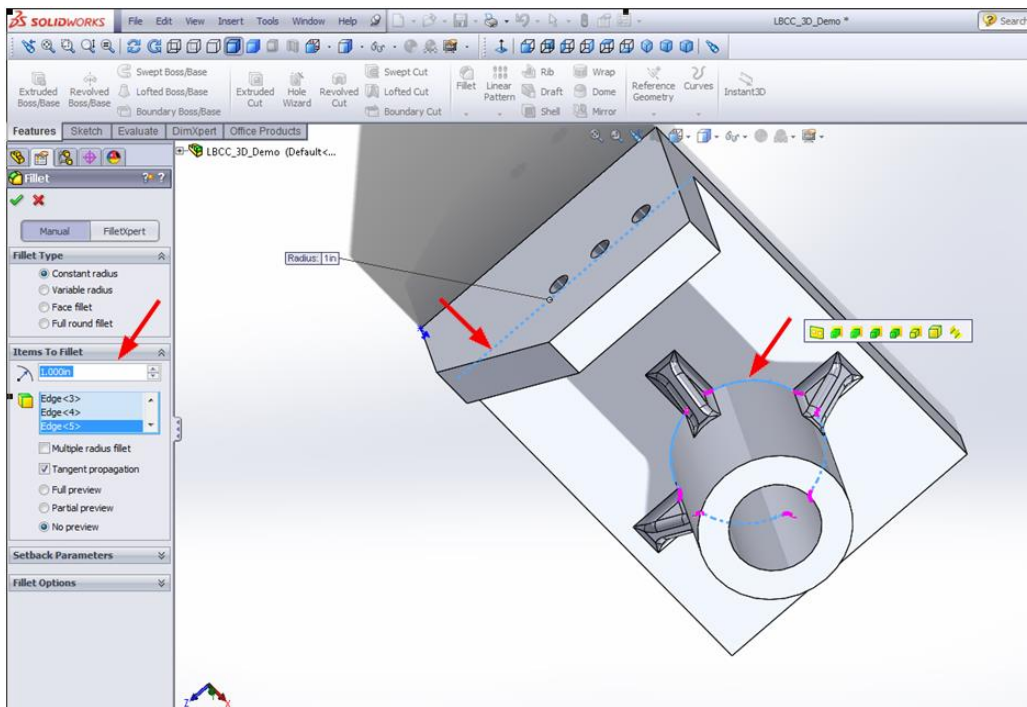 SOLIDWORKS File Edit View Insert Tools Window Help LBCC_3D_Demo * Search
Extruded Boss/Base
Revolved Boss/Base
Swept Boss/Base
Lofted Boss/Base
Boundary Boss/Base
Extruded Cut
Hole Wizard
Revolved Cut
Swept Cut
Lofted Cut
Boundary Cut
Fillet
Linear Pattern
Rib
Draft
Shell
Wrap
Dome
Mirror
Reference Geometry
Curves
Instant3D
Features Sketch Evaluate DimXpert Office Products
LBCC_3D_Demo (Default<...
Fillet ? ?
Manual FilletXpert
Fillet Type
Constant radius
Variable radius
Face fillet
Full round fillet
Items To Fillet
1.000in
Edge<3>
Edge<4>
Edge<5>
Multiple radius fillet
Tangent propagation
Full preview
Partial preview
No preview
Setback Parameters
Fillet Options
Radius: 1in
Z X